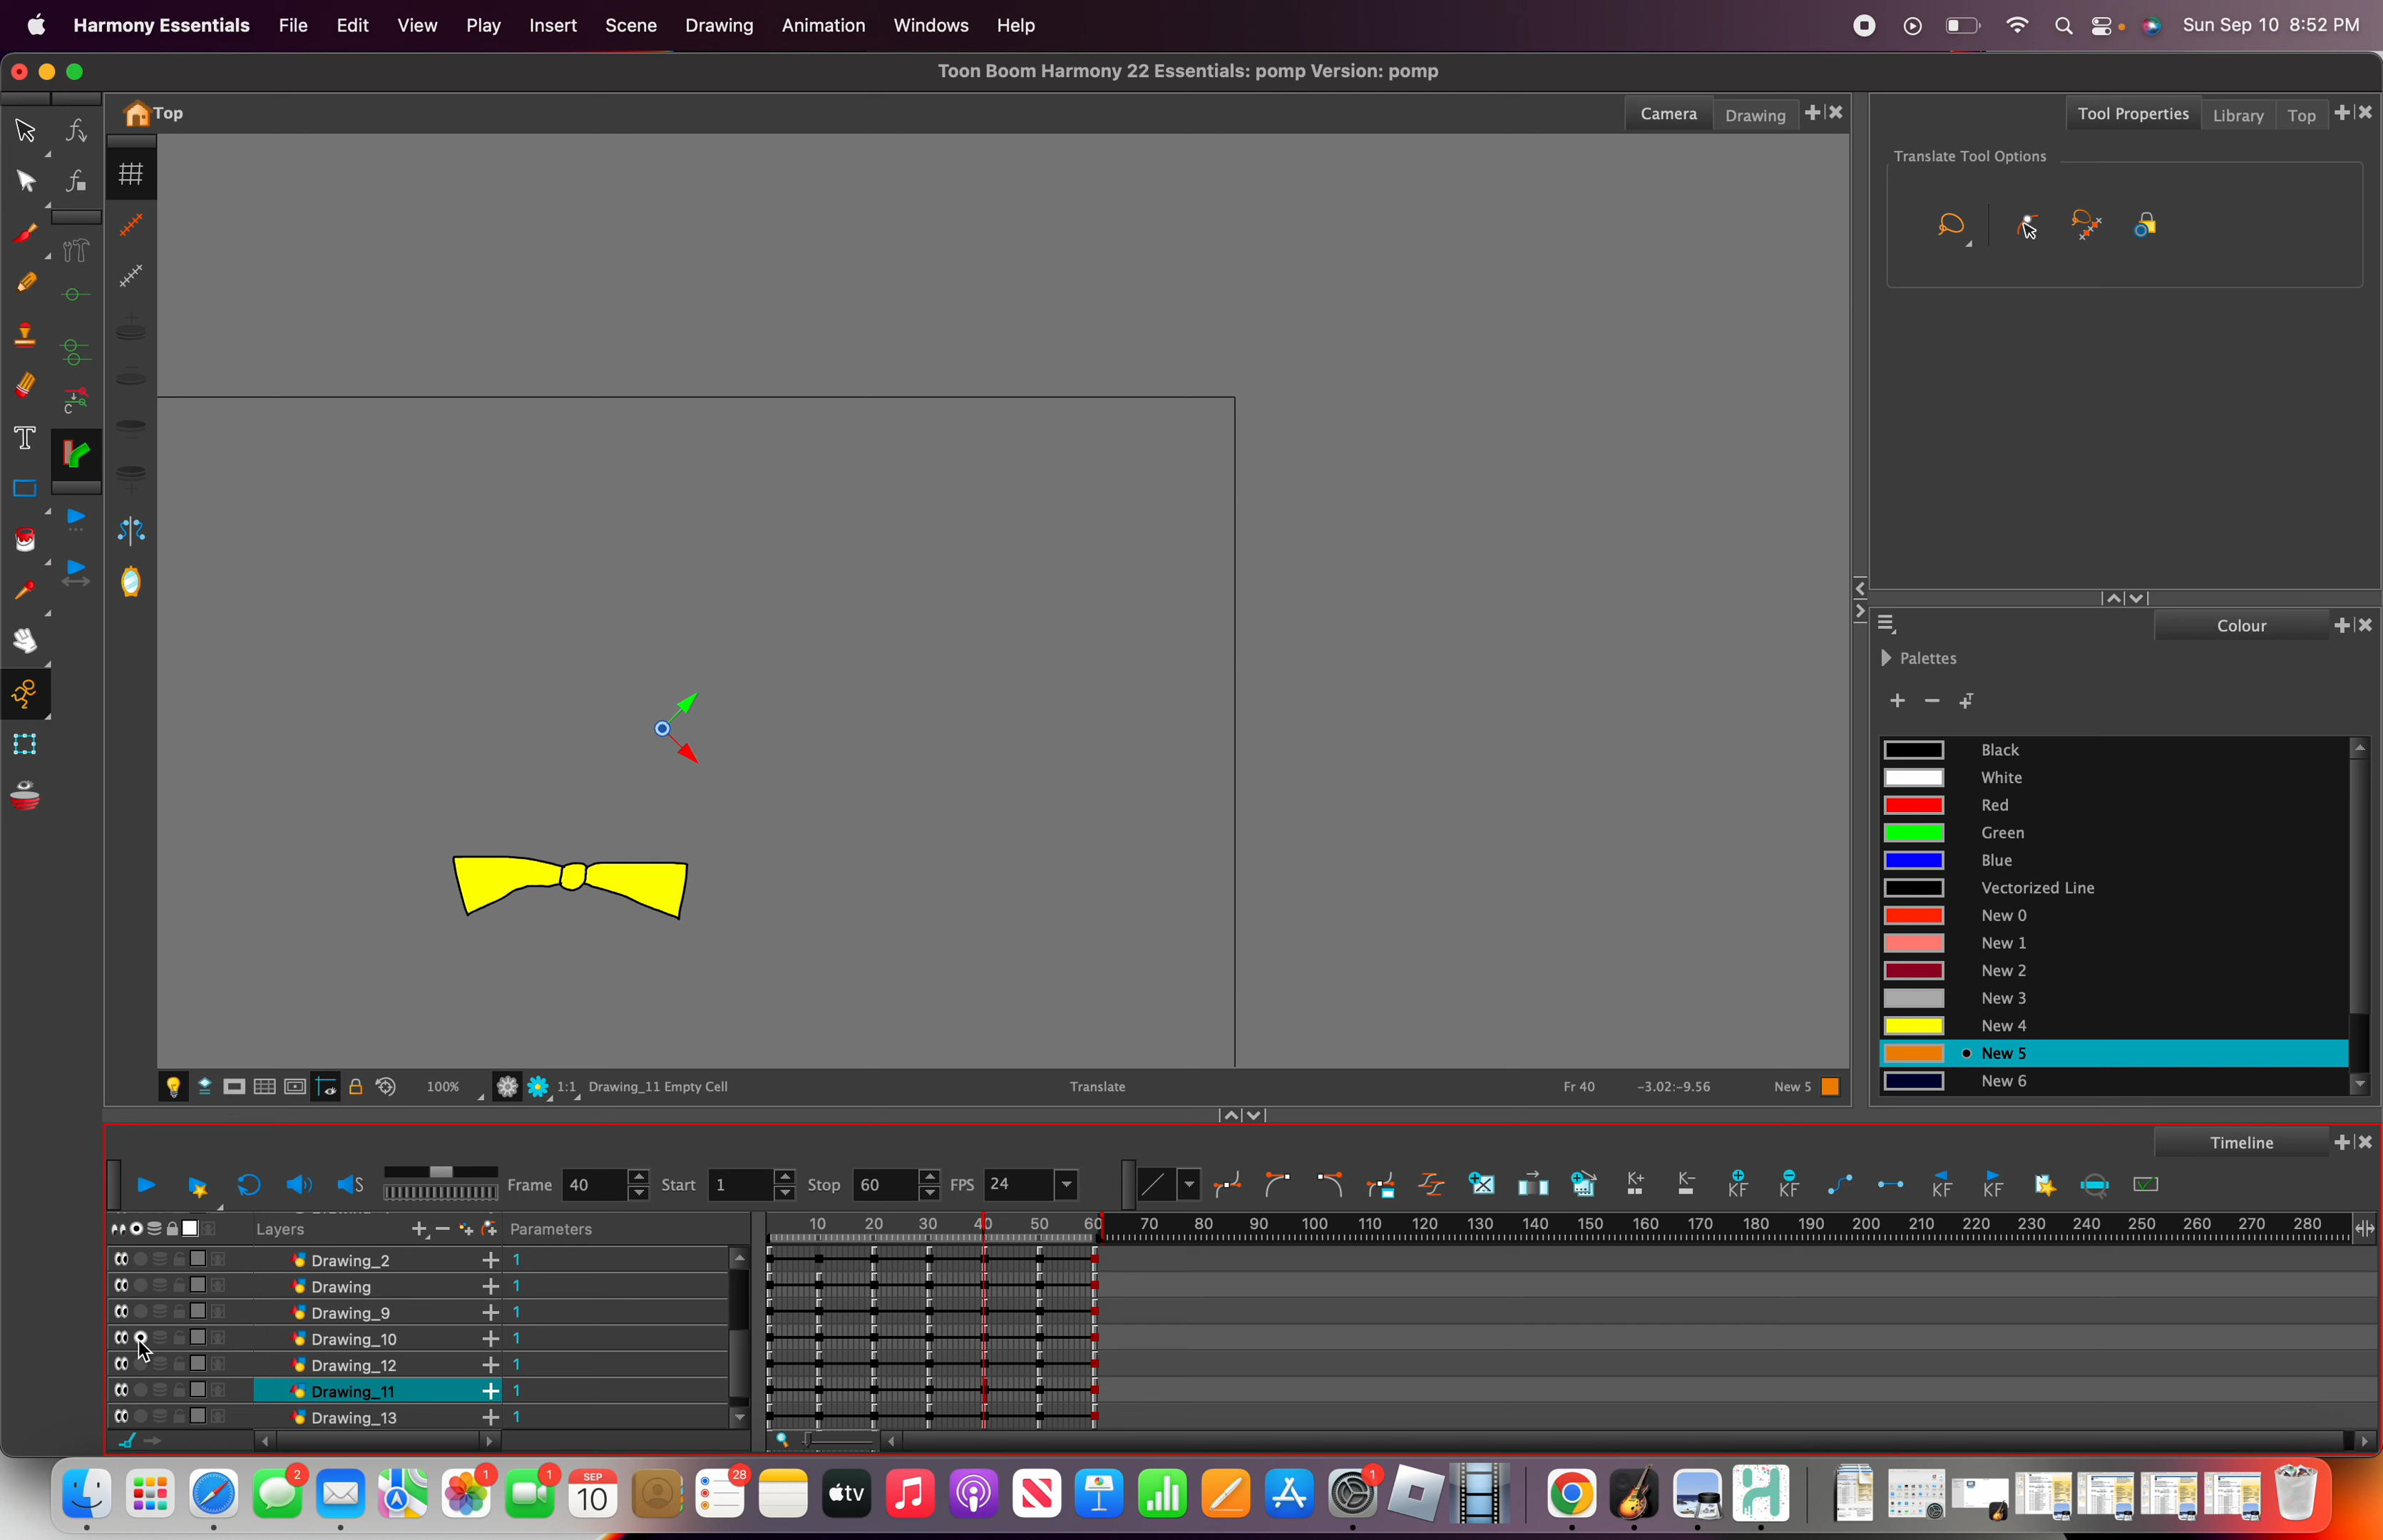 Harmony Essentials File Edit View Play Insert Scene Drawing Animation Windows Help Sun Sep 10 8:52 PM
Toon Boom Harmony 22 Essentials: pomp Version: pomp
Top Camera Drawing Tool Properties Library Top
Translate Tool Options
T
Colour
Palettes
Black
White
Red
Green
Blue
Vectorized Line
New 0
New 1
New 2
New 3
New 4
New 5
New 6
100% 1:1 Drawing_11 Empty Cell Translate Fr 40 -3.02:-9.56 New 5
Timeline
S Frame 40 Start 1 Stop 60 FPS 24 K+ K- KF KF KF KF
Layers Parameters 10 20 30 40 50 60 70 80 90 100 110 120 130 140 150 160 170 180 190 200 210 220 230 240 250 260 270 280
Drawing_2 1
Drawing 1
Drawing_9 1
Drawing_10 1
Drawing_12 1
Drawing_11 1
Drawing_13 1
2 1 1 SEP 10 28 tv 1